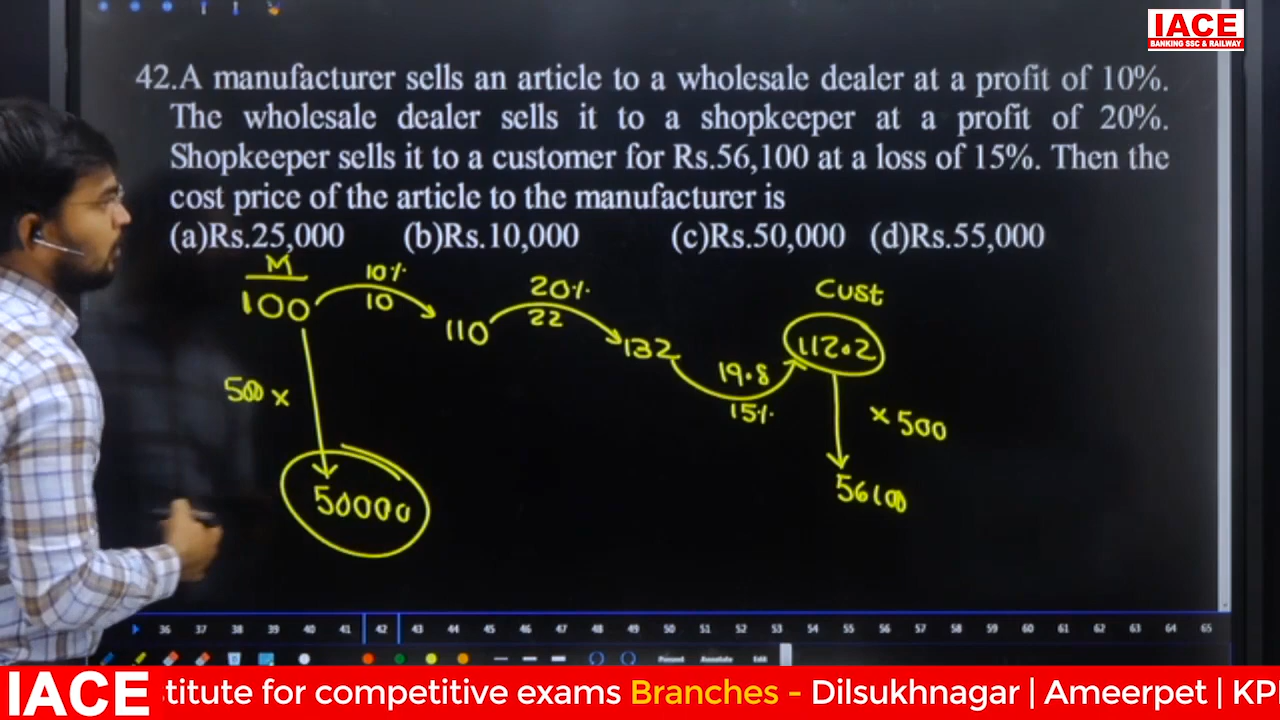 IACE
BANKING SSC & RAILWAY
42.A manufacturer sells an article to a wholesale dealer at a profit of 10%.
The wholesale dealer sells it to a shopkeeper at a profit of 20%.
Shopkeeper sells it to a customer for Rs.56,100 at a loss of 15%. Then the
cost price of the article to the manufacturer is
(a)Rs.25,000 (b)Rs.10,000 (c)Rs.50,000 (d)Rs.55,000
M
100
10%
10
110
20%
22
132
19.8
15%
Cust
112.2
500 x
x 500
50000
56100
36 37 38 39 40 41 42 43 44 45 46 47 48 49 50 51 52 53 54 55 56 57 58 59 60 61 62 63 64 65
Annotate Edit
IACE titute for competitive exams Branches - Dilsukhnagar | Ameerpet | KP